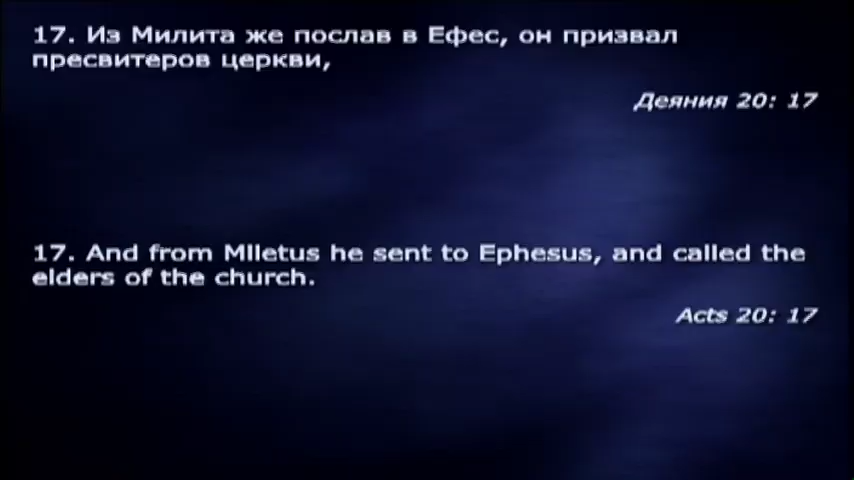 17. Из Милита же послав в Ефес, он призвал
пресвитеров церкви,
Деяния 20: 17
17. And from Miletus he sent to Ephesus, and called the
elders of the church.
Acts 20: 17